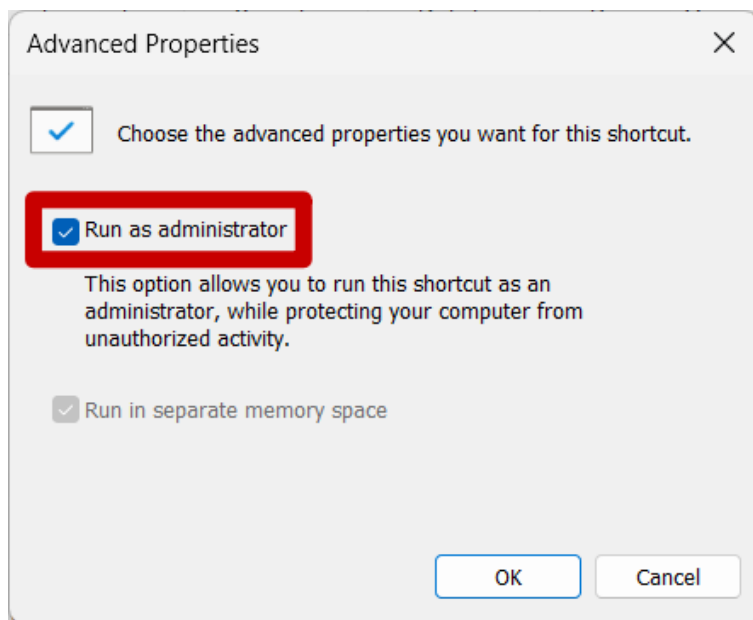 Advanced Properties
Choose the advanced properties you want for this shortcut.
Run as administrator
This option allows you to run this shortcut as an
administrator, while protecting your computer from
unauthorized activity.
Run in separate memory space
OK Cancel